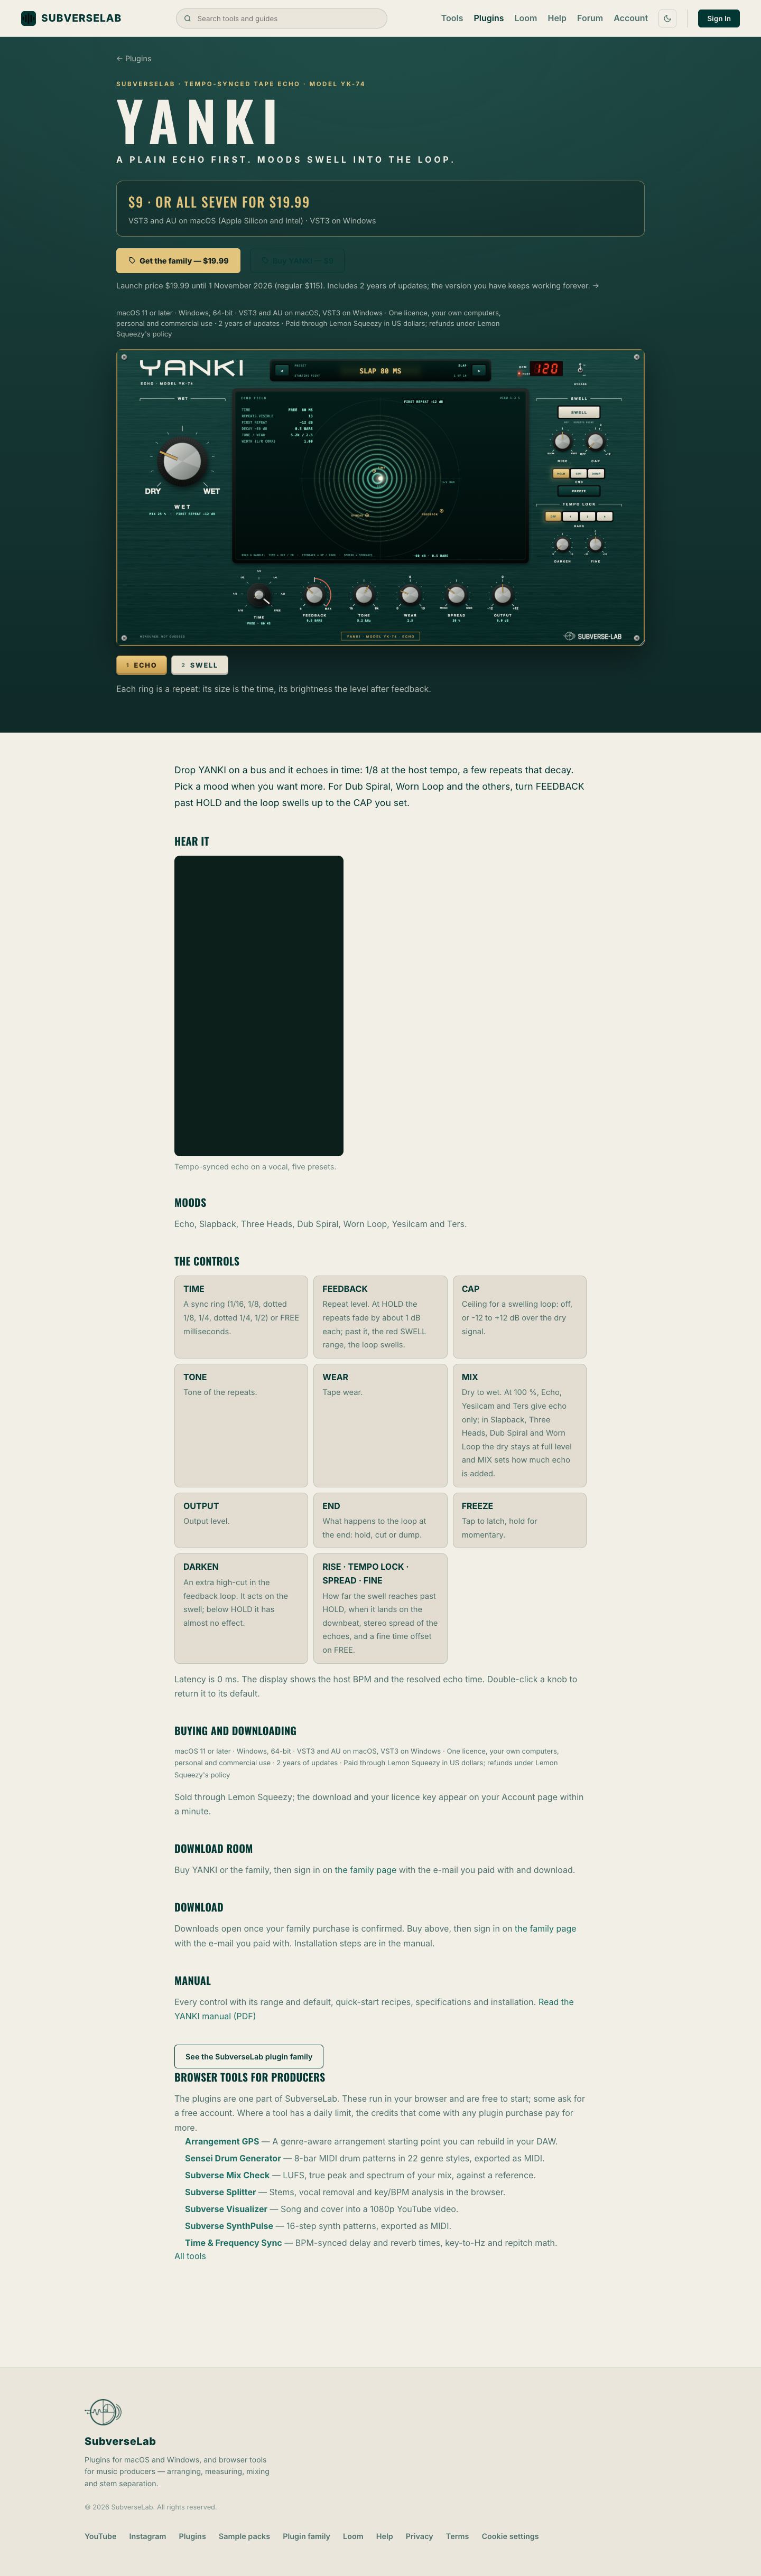 SUBVERSELAB
Search tools and guides
Tools
Plugins
Loom
Help
Forum
Account
Sign In
← Plugins
SUBVERSELAB · TEMPO-SYNCED TAPE ECHO · MODEL YK-74
YANKI
A PLAIN ECHO FIRST. MOODS SWELL INTO THE LOOP.
$9 · OR ALL SEVEN FOR $19.99
VST3 and AU on macOS (Apple Silicon and Intel) · VST3 on Windows
Get the family — $19.99
Buy YANKI — $9
Launch price $19.99 until 1 November 2026 (regular $115). Includes 2 years of updates; the version you have keeps working forever. →
macOS 11 or later · Windows, 64-bit · VST3 and AU on macOS, VST3 on Windows · One licence, your own computers,
personal and commercial use · 2 years of updates · Paid through Lemon Squeezy in US dollars; refunds under Lemon
Squeezy's policy
YANKI
ECHO · MODEL YK-74
SLAP 80 MS
120
WET
DRY
WET
WET
ECHO FIELD
FIRST REPEAT -12 dB
SWELL
SWELL
RISE
CAP
END
FREEZE
TEMPO LOCK
BARS
DARKEN
FINE
TIME
FEEDBACK
TONE
WEAR
SPREAD
OUTPUT
YANKI · MODEL YK-74 · ECHO
SUBVERSE-LAB
1 ECHO
2 SWELL
Each ring is a repeat: its size is the time, its brightness the level after feedback.
Drop YANKI on a bus and it echoes in time: 1/8 at the host tempo, a few repeats that decay.
Pick a mood when you want more. For Dub Spiral, Worn Loop and the others, turn FEEDBACK
past HOLD and the loop swells up to the CAP you set.
HEAR IT
Tempo-synced echo on a vocal, five presets.
MOODS
Echo, Slapback, Three Heads, Dub Spiral, Worn Loop, Yesilcam and Ters.
THE CONTROLS
TIME
A sync ring (1/16, 1/8, dotted
1/8, 1/4, dotted 1/4, 1/2) or FREE
milliseconds.
FEEDBACK
Repeat level. At HOLD the
repeats fade by about 1 dB
each; past it, the red SWELL
range, the loop swells.
CAP
Ceiling for a swelling loop: off,
or -12 to +12 dB over the dry
signal.
TONE
Tone of the repeats.
WEAR
Tape wear.
MIX
Dry to wet. At 100 %, Echo,
Yesilcam and Ters give echo
only; in Slapback, Three
Heads, Dub Spiral and Worn
Loop the dry stays at full level
and MIX sets how much echo
is added.
OUTPUT
Output level.
END
What happens to the loop at
the end: hold, cut or dump.
FREEZE
Tap to latch, hold for
momentary.
DARKEN
An extra high-cut in the
feedback loop. It acts on the
swell; below HOLD it has
almost no effect.
RISE · TEMPO LOCK ·
SPREAD · FINE
How far the swell reaches past
HOLD, when it lands on the
downbeat, stereo spread of the
echoes, and a fine time offset
on FREE.
Latency is 0 ms. The display shows the host BPM and the resolved echo time. Double-click a knob to
return it to its default.
BUYING AND DOWNLOADING
macOS 11 or later · Windows, 64-bit · VST3 and AU on macOS, VST3 on Windows · One licence, your own computers,
personal and commercial use · 2 years of updates · Paid through Lemon Squeezy in US dollars; refunds under Lemon
Squeezy's policy
Sold through Lemon Squeezy; the download and your licence key appear on your Account page within
a minute.
DOWNLOAD ROOM
Buy YANKI or the family, then sign in on the family page with the e-mail you paid with and download.
DOWNLOAD
Downloads open once your family purchase is confirmed. Buy above, then sign in on the family page
with the e-mail you paid with. Installation steps are in the manual.
MANUAL
Every control with its range and default, quick-start recipes, specifications and installation. Read the
YANKI manual (PDF)
See the SubverseLab plugin family
BROWSER TOOLS FOR PRODUCERS
The plugins are one part of SubverseLab. These run in your browser and are free to start; some ask for
a free account. Where a tool has a daily limit, the credits that come with any plugin purchase pay for
more.
Arrangement GPS — A genre-aware arrangement starting point you can rebuild in your DAW.
Sensei Drum Generator — 8-bar MIDI drum patterns in 22 genre styles, exported as MIDI.
Subverse Mix Check — LUFS, true peak and spectrum of your mix, against a reference.
Subverse Splitter — Stems, vocal removal and key/BPM analysis in the browser.
Subverse Visualizer — Song and cover into a 1080p YouTube video.
Subverse SynthPulse — 16-step synth patterns, exported as MIDI.
Time & Frequency Sync — BPM-synced delay and reverb times, key-to-Hz and repitch math.
All tools
SubverseLab
Plugins for macOS and Windows, and browser tools
for music producers — arranging, measuring, mixing
and stem separation.
© 2026 SubverseLab. All rights reserved.
YouTube
Instagram
Plugins
Sample packs
Plugin family
Loom
Help
Privacy
Terms
Cookie settings